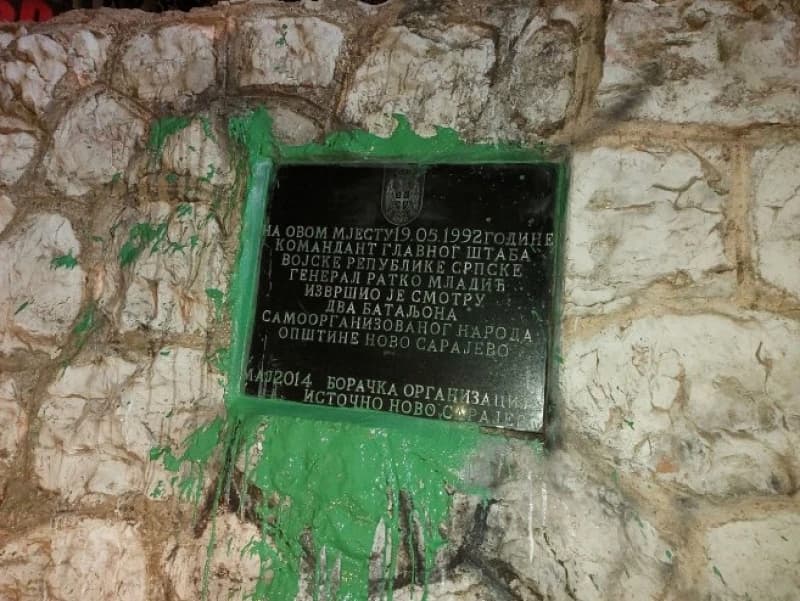 НА ОВОМ МЈЕСТУ 19.05.1992 ГОДИНЕ
КОМАНДАНТ ГЛАВНОГ ШТАБА
ВОЈСКЕ РЕПУБЛИКЕ СРПСКЕ
ГЕНЕРАЛ РАТКО МЛАДИЋ
ИЗВРШИО ЈЕ СМОТРУ
ДВА БАТАЉОНА
САМООРГАНИЗОВАНОГ НАРОДА
ОПШТИНЕ НОВО САРАЈЕВО
МАЈ 2014 БОРАЧКА ОРГАНИЗАЦИЈА
ИСТОЧНО НОВО САРАЈЕВО